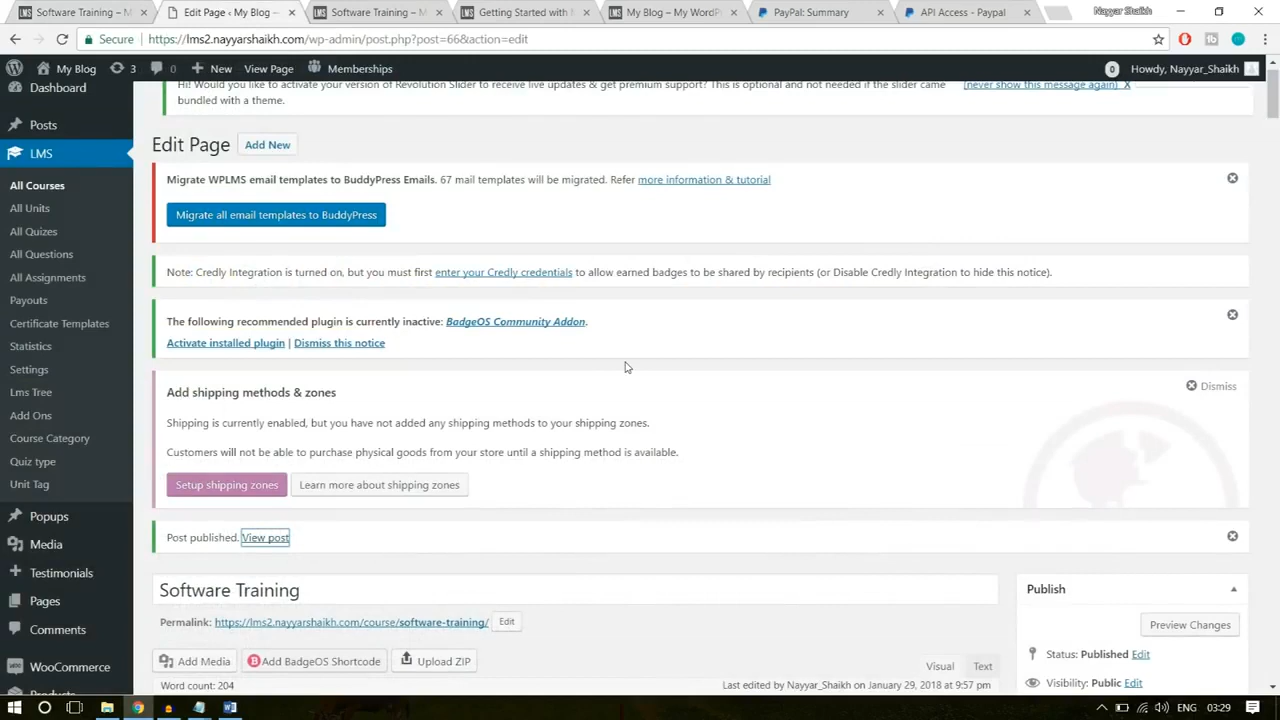 Software Training – M
Edit Page ‹ My Blog –
Software Training – M
Getting Started with
My Blog – My WordP
PayPal: Summary
API Access - Paypal
Nayyar Shaikh
Secure
https://lms2.nayyarshaikh.com/wp-admin/post.php?post=66&action=edit
My Blog
3
0
New
View Page
Memberships
0
Howdy, Nayyar_Shaikh
Hi! Would you like to activate your version of Revolution Slider to receive live updates & get premium support? This is optional and not needed if the slider came
bundled with a theme.
(never show this message again) X
Dashboard
Posts
LMS
All Courses
All Units
All Quizes
All Questions
All Assignments
Payouts
Certificate Templates
Statistics
Settings
Lms Tree
Add Ons
Course Category
Quiz type
Unit Tag
Popups
Media
Testimonials
Pages
Comments
WooCommerce
Products
Edit Page
Add New
Migrate WPLMS email templates to BuddyPress Emails. 67 mail templates will be migrated. Refer more information & tutorial
Migrate all email templates to BuddyPress
Note: Credly Integration is turned on, but you must first enter your Credly credentials to allow earned badges to be shared by recipients (or Disable Credly Integration to hide this notice).
The following recommended plugin is currently inactive: BadgeOS Community Addon.
Activate installed plugin | Dismiss this notice
Add shipping methods & zones
Dismiss
Shipping is currently enabled, but you have not added any shipping methods to your shipping zones.
Customers will not be able to purchase physical goods from your store until a shipping method is available.
Setup shipping zones
Learn more about shipping zones
Post published. View post
Software Training
Permalink: https://lms2.nayyarshaikh.com/course/software-training/
Edit
Add Media
Add BadgeOS Shortcode
Upload ZIP
Visual
Text
Word count: 204
Last edited by Nayyar_Shaikh on January 29, 2018 at 9:57 pm
Publish
Preview Changes
Status: Published Edit
Visibility: Public Edit
ENG
03:29